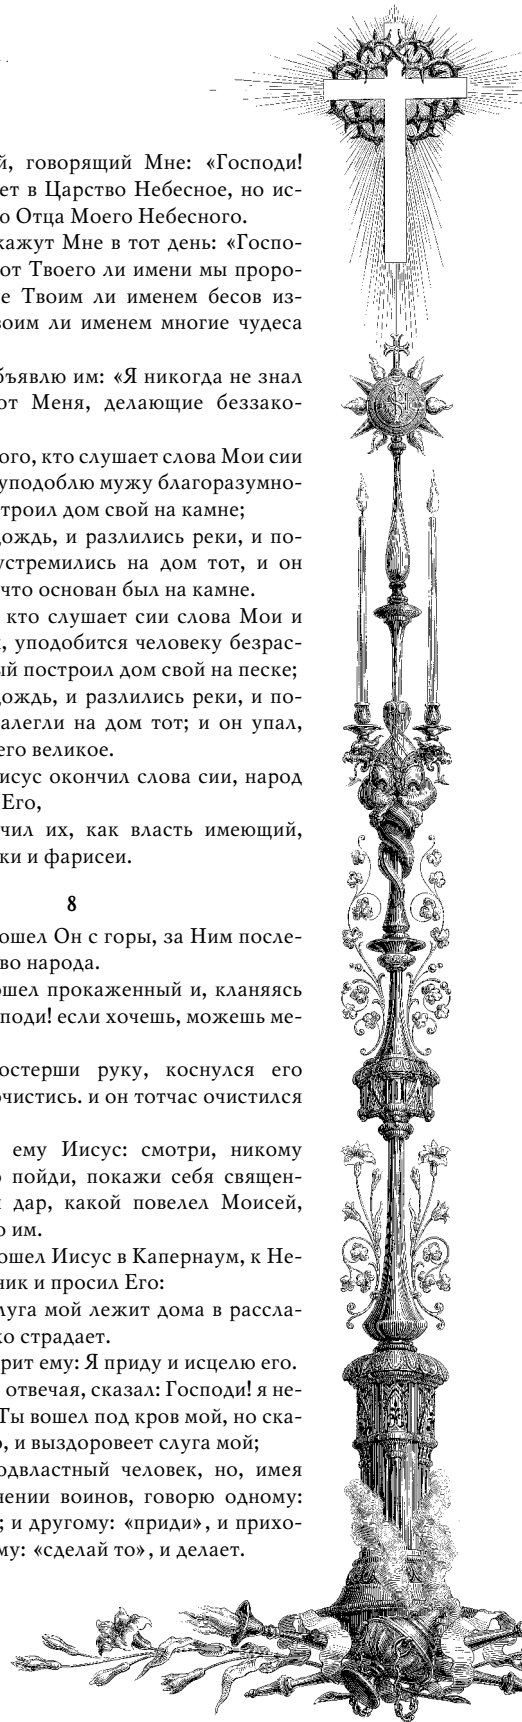 й, говорящий Мне: «Господи!
ет в Царство Небесное, но ис-
о Отца Моего Небесного.
кажут Мне в тот день: «Госпо-
от Твоего ли имени мы проро-
е Твоим ли именем бесов из-
воим ли именем многие чудеса
бъявлю им: «Я никогда не знал
от Меня, делающие беззако-
ого, кто слушает слова Мои сии
уподоблю мужу благоразумно-
троил дом свой на камне;
дождь, и разлились реки, и по-
устремились на дом тот, и он
что основан был на камне.
кто слушает сии слова Мои и
, уподобится человеку безрас-
ый построил дом свой на песке;
дождь, и разлились реки, и по-
алегли на дом тот; и он упал,
его великое.
исус окончил слова сии, народ
Его,
чил их, как власть имеющий,
ки и фарисеи.
8
ошел Он с горы, за Ним после-
во народа.
ошел прокаженный и, кланяясь
споди! если хочешь, можешь ме-
остерши руку, коснулся его
очистись. и он тотчас очистился
ему Иисус: смотри, никому
о пойди, покажи себя священ-
и дар, какой повелел Моисей,
о им.
ошел Иисус в Капернаум, к Не-
ник и просил Его:
луга мой лежит дома в рассла-
ко страдает.
рит ему: Я приду и исцелю его.
отвечая, сказал: Господи! я не-
Ты вошел под кров мой, но ска-
о, и выздоровеет слуга мой;
одвластный человек, но, имея
нении воинов, говорю одному:
; и другому: «приди», и прихо-
му: «сделай то», и делает.